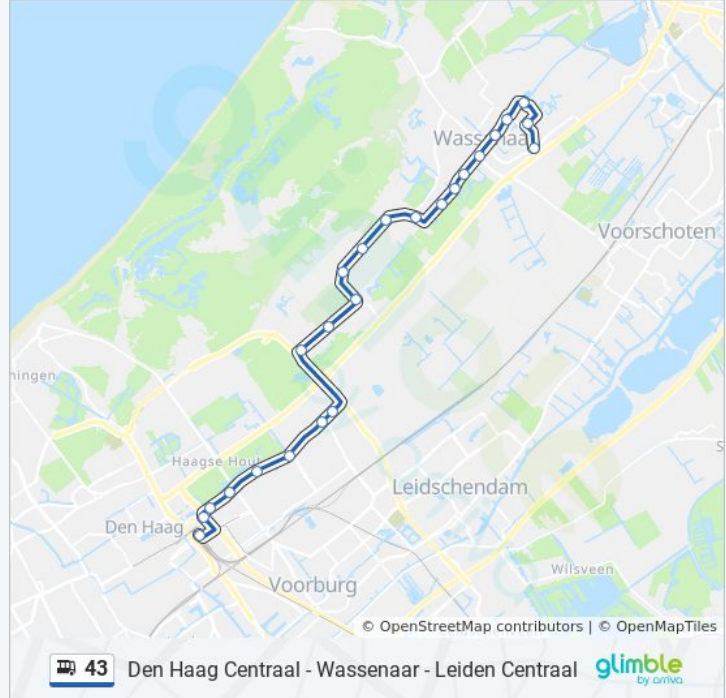 Wassenaar
Voorschoten
ningen
Haagse Hout
Leidschendam
Den Haag
Wilsveen
Voorburg
© OpenStreetMap contributors | © OpenMapTiles
43 Den Haag Centraal - Wassenaar - Leiden Centraal
glimble
by arriva